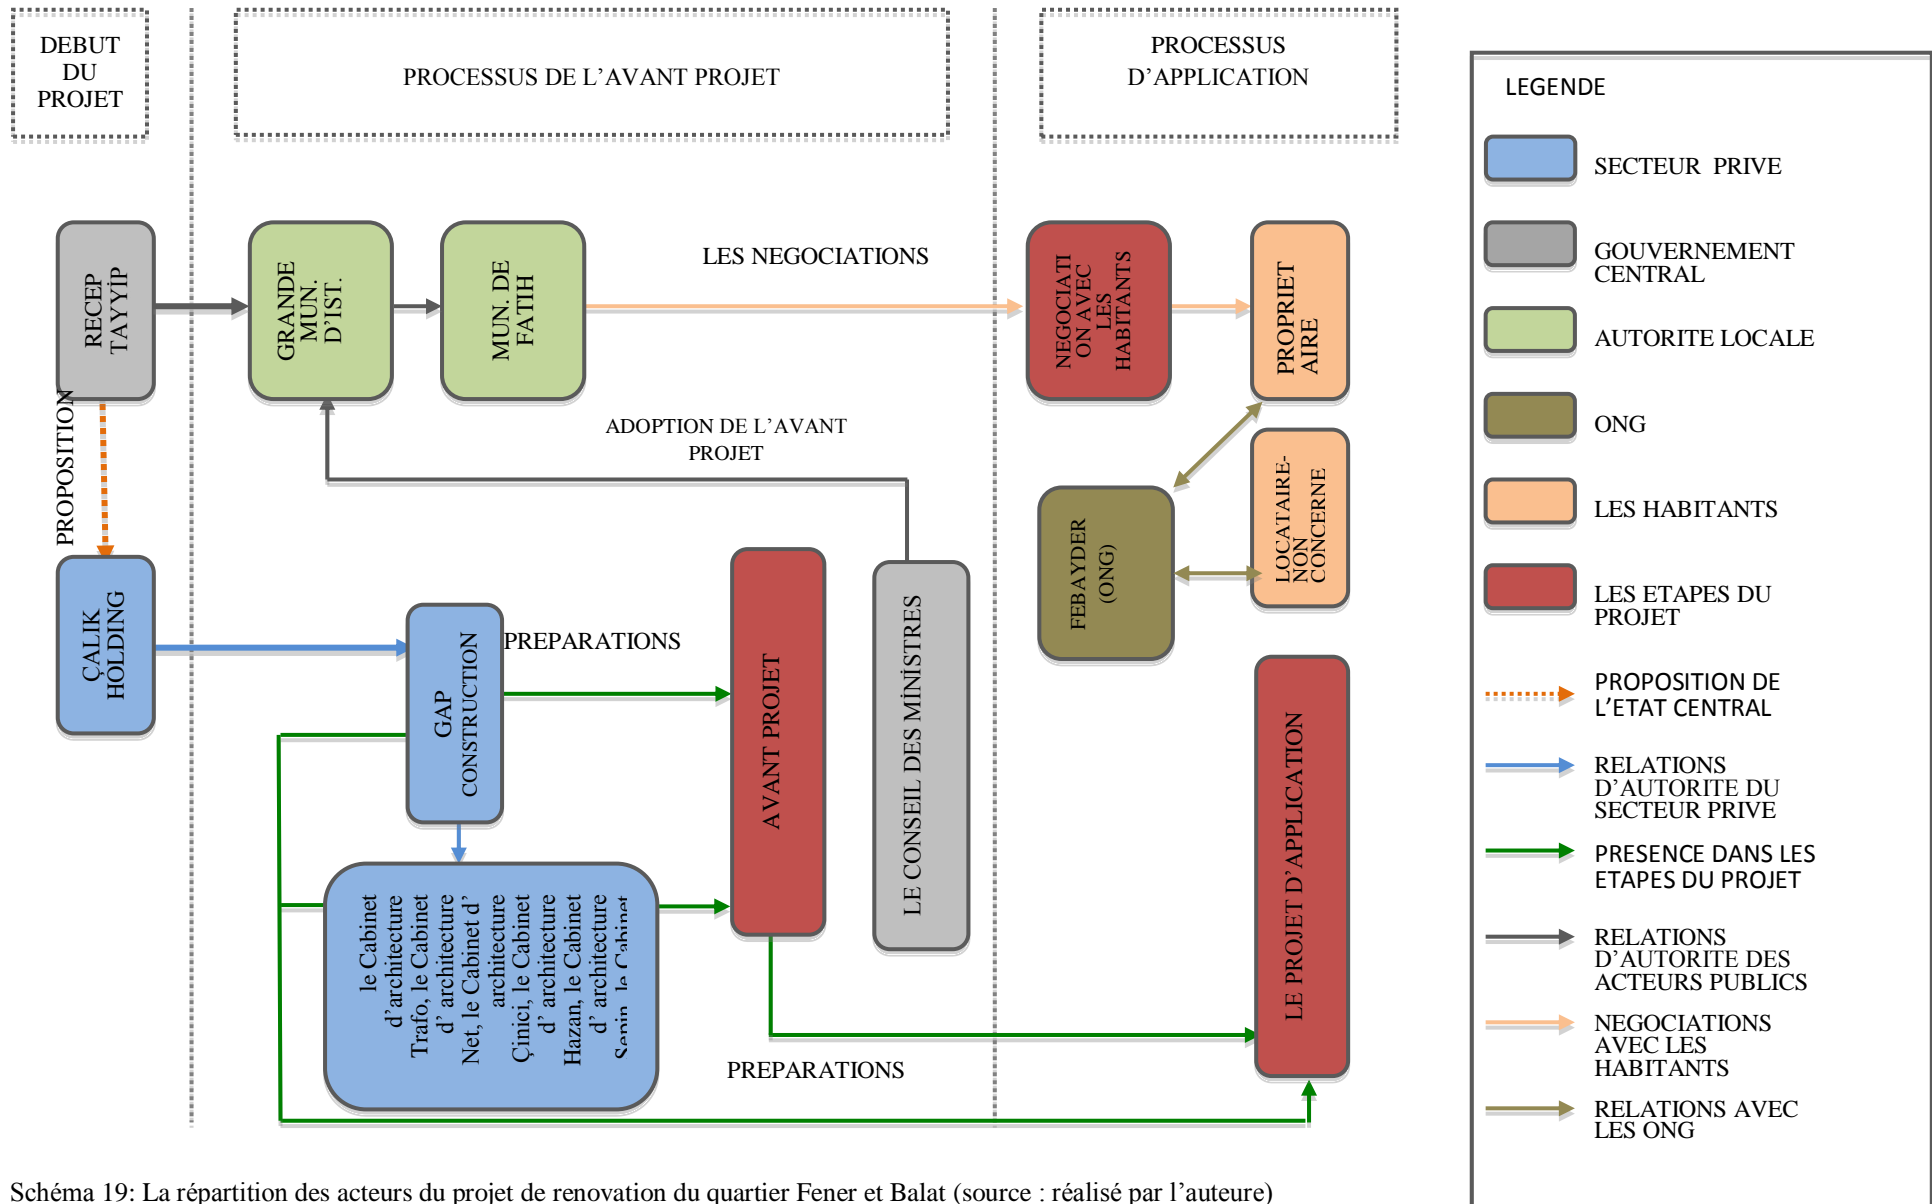 DEBUT
DU
PROJET
PROCESSUS DE L’AVANT PROJET
PROCESSUS
D’APPLICATION
RECEP
TAYYİP
GRANDE
MUN.
D’IST.
MUN. DE
FATIH
LES NEGOCIATIONS
NEGOCIATI
ON AVEC
LES
HABITANTS
PROPRIET
AIRE
PROPOSITION
ADOPTION DE L’AVANT
PROJET
FEBAYDER
(ONG)
LOCATAIRE-
NON
CONCERNE
ÇALIK
HOLDING
GAP
CONSTRUCTION
PREPARATIONS
AVANT PROJET
LE CONSEIL DES MİNİSTRES
LE PROJET D’APPLICATION
le Cabinet
d’architecture
Trafo, le Cabinet
d’ architecture
Net, le Cabinet d’
architecture
Çinici, le Cabinet
d’ architecture
Hazan, le Cabinet
d’ architecture
le Cabinet
PREPARATIONS
LEGENDE
SECTEUR PRIVE
GOUVERNEMENT
CENTRAL
AUTORITE LOCALE
ONG
LES HABITANTS
LES ETAPES DU
PROJET
PROPOSITION DE
L’ETAT CENTRAL
RELATIONS
D’AUTORITE DU
SECTEUR PRIVE
PRESENCE DANS LES
ETAPES DU PROJET
RELATIONS
D’AUTORITE DES
ACTEURS PUBLICS
NEGOCIATIONS
AVEC LES
HABITANTS
RELATIONS AVEC
LES ONG
Schéma 19: La répartition des acteurs du projet de renovation du quartier Fener et Balat (source : réalisé par l’auteure)